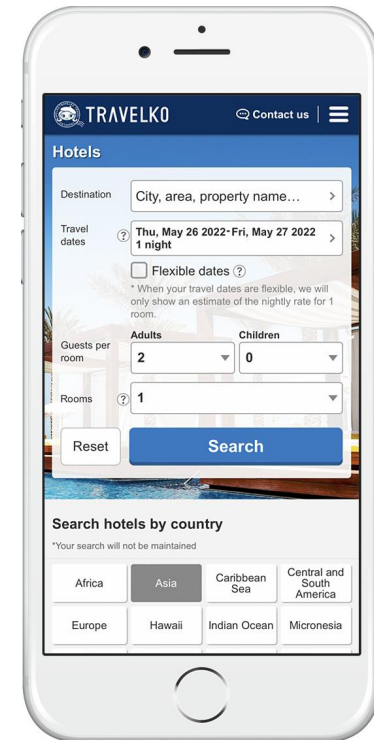 TRAVELKO
Contact us
Hotels
Destination
City, area, property name…
Travel
dates
?
Thu, May 26 2022-Fri, May 27 2022
1 night
Flexible dates ?
* When your travel dates are flexible, we will
only show an estimate of the nightly rate for 1
room.
Guests per
room
Adults
Children
2
0
Rooms
?
1
Reset
Search
Search hotels by country
*Your search will not be maintained
Africa
Asia
Caribbean
Sea
Central and
South
America
Europe
Hawaii
Indian Ocean
Micronesia